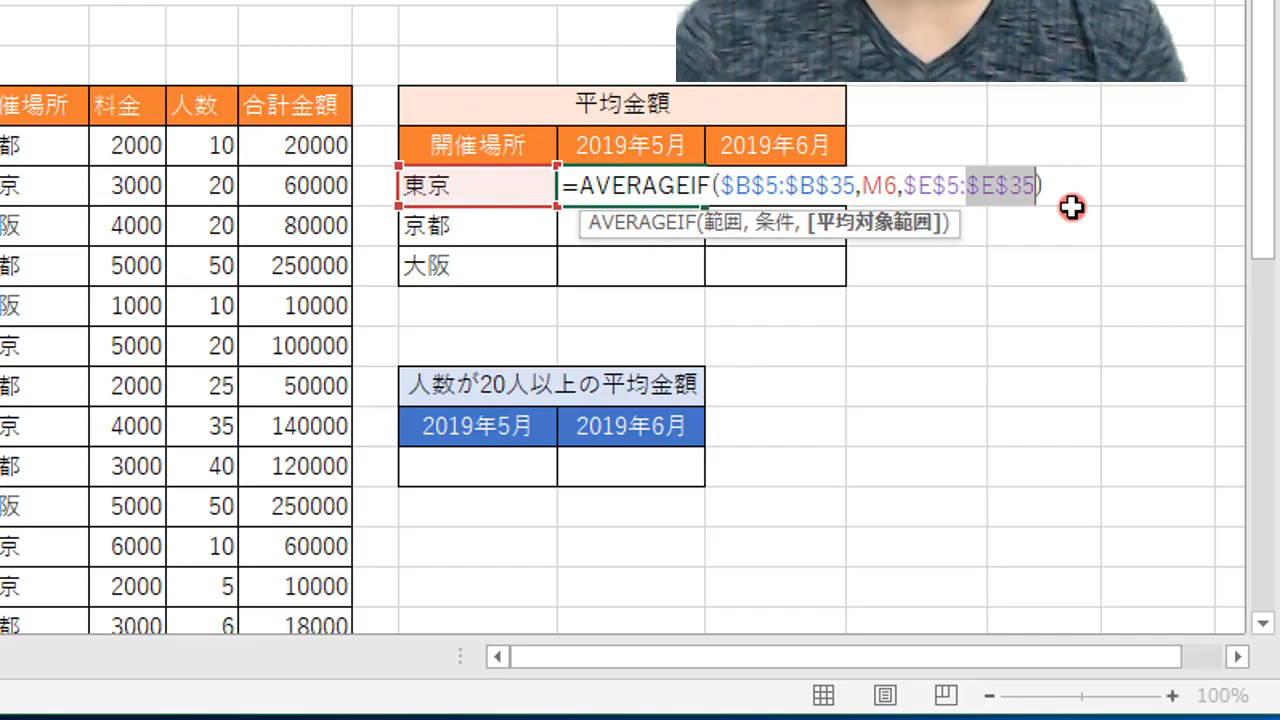 催場所 料金 人数 合計金額
都 2000 10 20000
京 3000 20 60000
阪 4000 20 80000
都 5000 50 250000
阪 1000 10 10000
京 5000 20 100000
都 2000 25 50000
京 4000 35 140000
都 3000 40 120000
阪 5000 50 250000
京 6000 10 60000
京 2000 5 10000
都 3000 6 18000
平均金額
開催場所 2019年5月 2019年6月
東京 =AVERAGEIF($B$5:$B$35,M6,$E$5:$E$35)
AVERAGEIF(範囲, 条件, [平均対象範囲])
京都
大阪
人数が20人以上の平均金額
2019年5月 2019年6月
100%